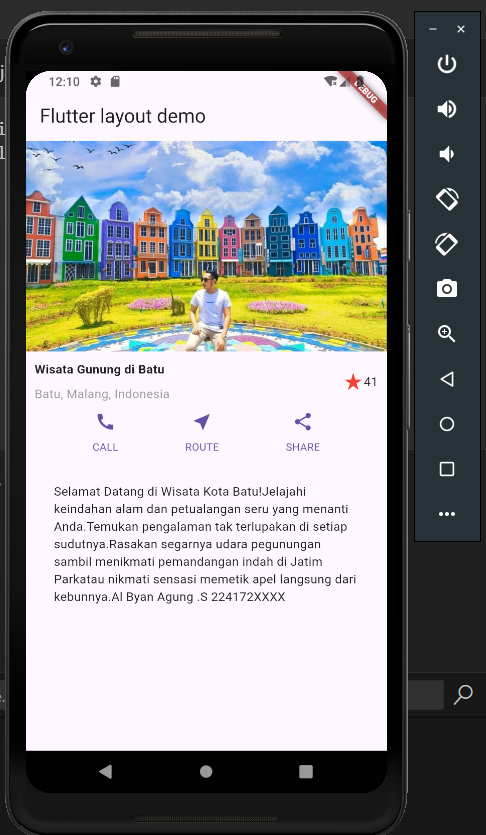 12:10
DEBUG
Flutter layout demo
Wisata Gunung di Batu
Batu, Malang, Indonesia
41
CALL ROUTE SHARE
Selamat Datang di Wisata Kota Batu!Jelajahi
keindahan alam dan petualangan seru yang menanti
Anda.Temukan pengalaman tak terlupakan di setiap
sudutnya.Rasakan segarnya udara pegunungan
sambil menikmati pemandangan indah di Jatim
Parkatau nikmati sensasi memetik apel langsung dari
kebunnya.Al Byan Agung .S 224172XXXX